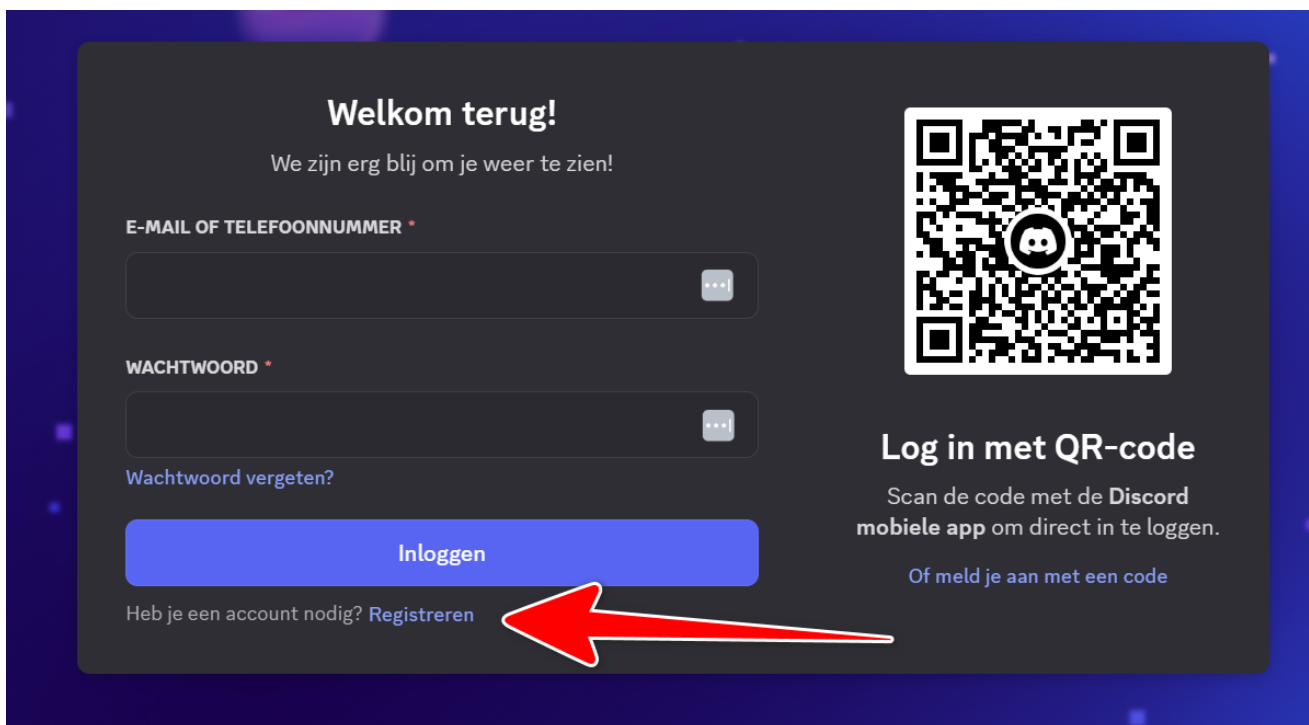 Welkom terug!
We zijn erg blij om je weer te zien!
E-MAIL OF TELEFOONNUMMER *
WACHTWOORD *
Wachtwoord vergeten?
Inloggen
Heb je een account nodig? Registreren
Log in met QR-code
Scan de code met de Discord
mobiele app om direct in te loggen.
Of meld je aan met een code